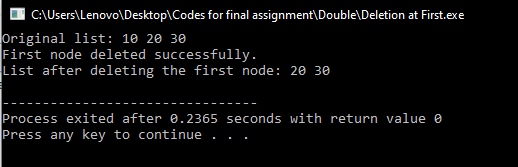 C:\Users\Lenovo\Desktop\Codes for final assignment\Double\Deletion at First.exe
Original list: 10 20 30
First node deleted successfully.
List after deleting the first node: 20 30
--------------------------------
Process exited after 0.2365 seconds with return value 0
Press any key to continue . . .